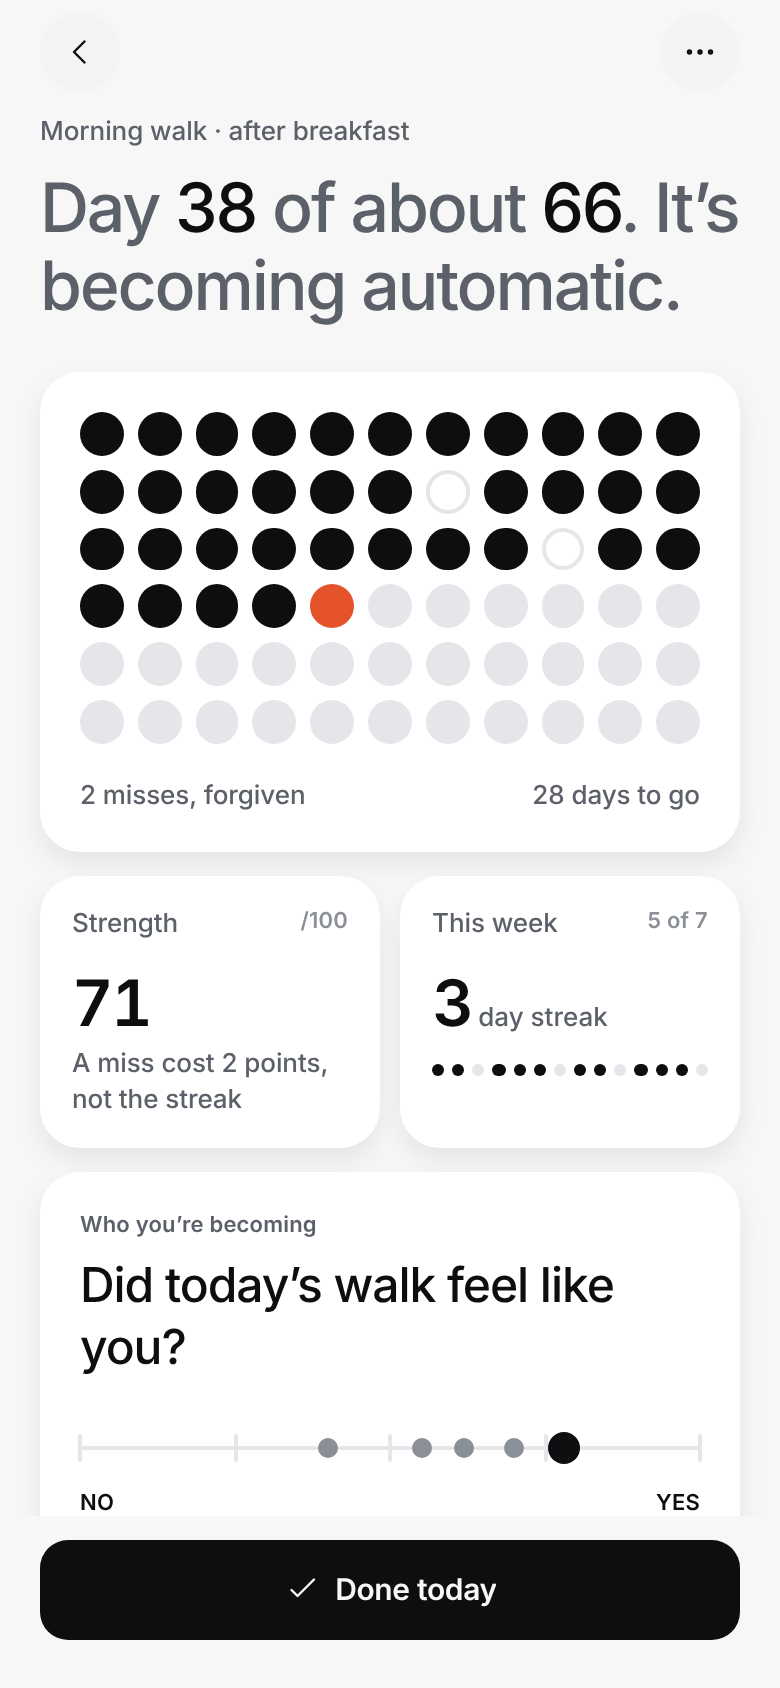 Morning walk · after breakfast
Day 38 of about 66. It’s
becoming automatic.
2 misses, forgiven
28 days to go
Strength
/100
71
A miss cost 2 points,
not the streak
This week
5 of 7
3 day streak
Who you’re becoming
Did today’s walk feel like
you?
NO
YES
Done today